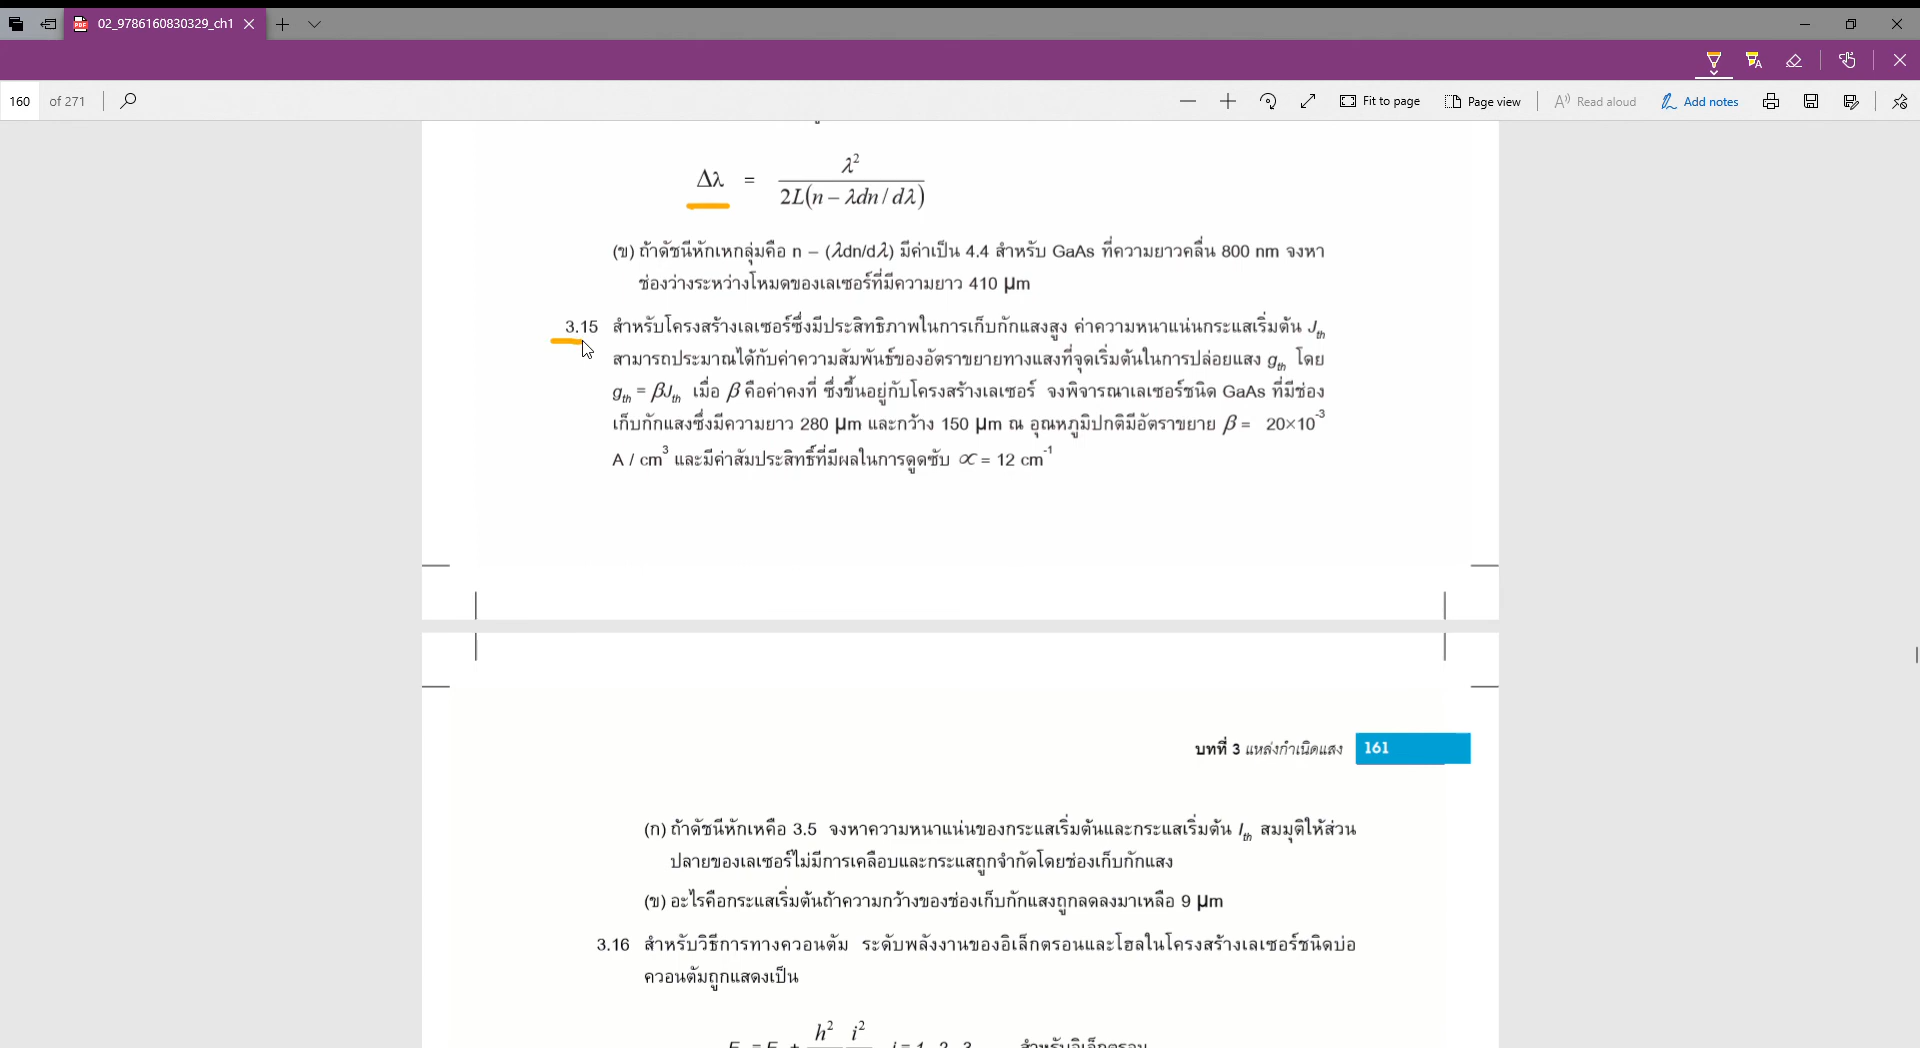 02_9786160830329_ch1
160 of 271
Fit to page
Page view
Read aloud
Add notes
Δλ = λ² / 2L(n – λdn / dλ)
(ข) ถ้าดัชนีหักเหกลุ่มคือ n – (λdn/dλ) มีค่าเป็น 4.4 สำหรับ GaAs ที่ความยาวคลื่น 800 nm จงหา
ช่องว่างระหว่างโหมดของเลเซอร์ที่มีความยาว 410 μm
3.15 สำหรับโครงสร้างเลเซอร์ซึ่งมีประสิทธิภาพในการเก็บกักแสงสูง ค่าความหนาแน่นกระแสเริ่มต้น Jth
สามารถประมาณได้กับค่าความสัมพันธ์ของอัตราขยายทางแสงที่จุดเริ่มต้นในการปล่อยแสง gth โดย
gth = βJth เมื่อ β คือค่าคงที่ ซึ่งขึ้นอยู่กับโครงสร้างเลเซอร์ จงพิจารณาเลเซอร์ชนิด GaAs ที่มีช่อง
เก็บกักแสงซึ่งมีความยาว 280 μm และกว้าง 150 μm ณ อุณหภูมิปกติมีอัตราขยาย β = 20×10⁻³
A / cm³ และมีค่าสัมประสิทธิ์ที่มีผลในการดูดซับ ∝ = 12 cm⁻¹
บทที่ 3 แหล่งกำเนิดแสง 161
(ก) ถ้าดัชนีหักเหคือ 3.5 จงหาความหนาแน่นของกระแสเริ่มต้นและกระแสเริ่มต้น Ith สมมุติให้ส่วน
ปลายของเลเซอร์ไม่มีการเคลือบและกระแสถูกจำกัดโดยช่องเก็บกักแสง
(ข) อะไรคือกระแสเริ่มต้นถ้าความกว้างของช่องเก็บกักแสงถูกลดลงมาเหลือ 9 μm
3.16 สำหรับวิธีการทางควอนตัม ระดับพลังงานของอิเล็กตรอนและโฮลในโครงสร้างเลเซอร์ชนิดบ่อ
ควอนตัมถูกแสดงเป็น
h² i²